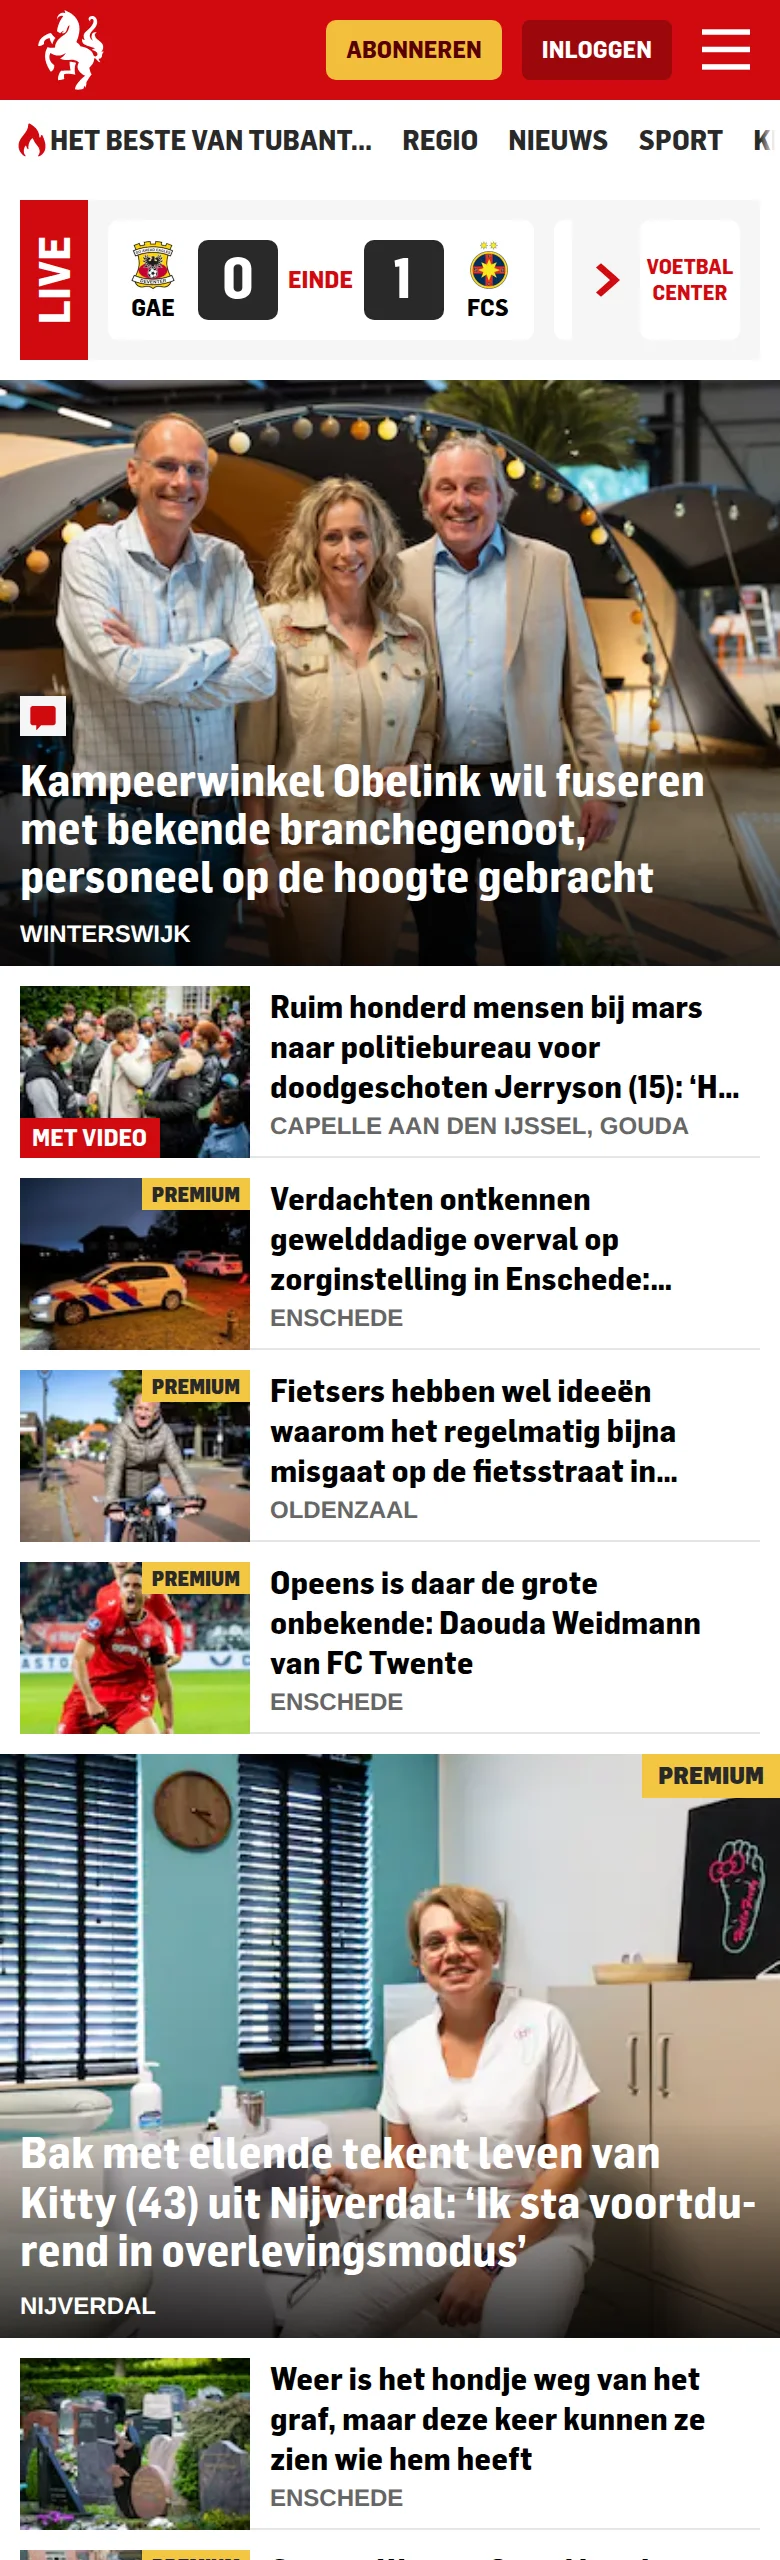 ABONNEREN
INLOGGEN
HET BESTE VAN TUBANT...
REGIO
NIEUWS
SPORT
LIVE
GAE
0
EINDE
1
FCS
VOETBAL
CENTER
Kampeerwinkel Obelink wil fuseren
met bekende branchegenoot,
personeel op de hoogte gebracht
WINTERSWIJK
MET VIDEO
Ruim honderd mensen bij mars
naar politiebureau voor
doodgeschoten Jerryson (15): ‘H...
CAPELLE AAN DEN IJSSEL, GOUDA
PREMIUM
Verdachten ontkennen
gewelddadige overval op
zorginstelling in Enschede:...
ENSCHEDE
PREMIUM
Fietsers hebben wel ideeën
waarom het regelmatig bijna
misgaat op de fietsstraat in...
OLDENZAAL
PREMIUM
Opeens is daar de grote
onbekende: Daouda Weidmann
van FC Twente
ENSCHEDE
PREMIUM
Bak met ellende tekent leven van
Kitty (43) uit Nijverdal: ‘Ik sta voortdu-
rend in overlevingsmodus’
NIJVERDAL
Weer is het hondje weg van het
graf, maar deze keer kunnen ze
zien wie hem heeft
ENSCHEDE